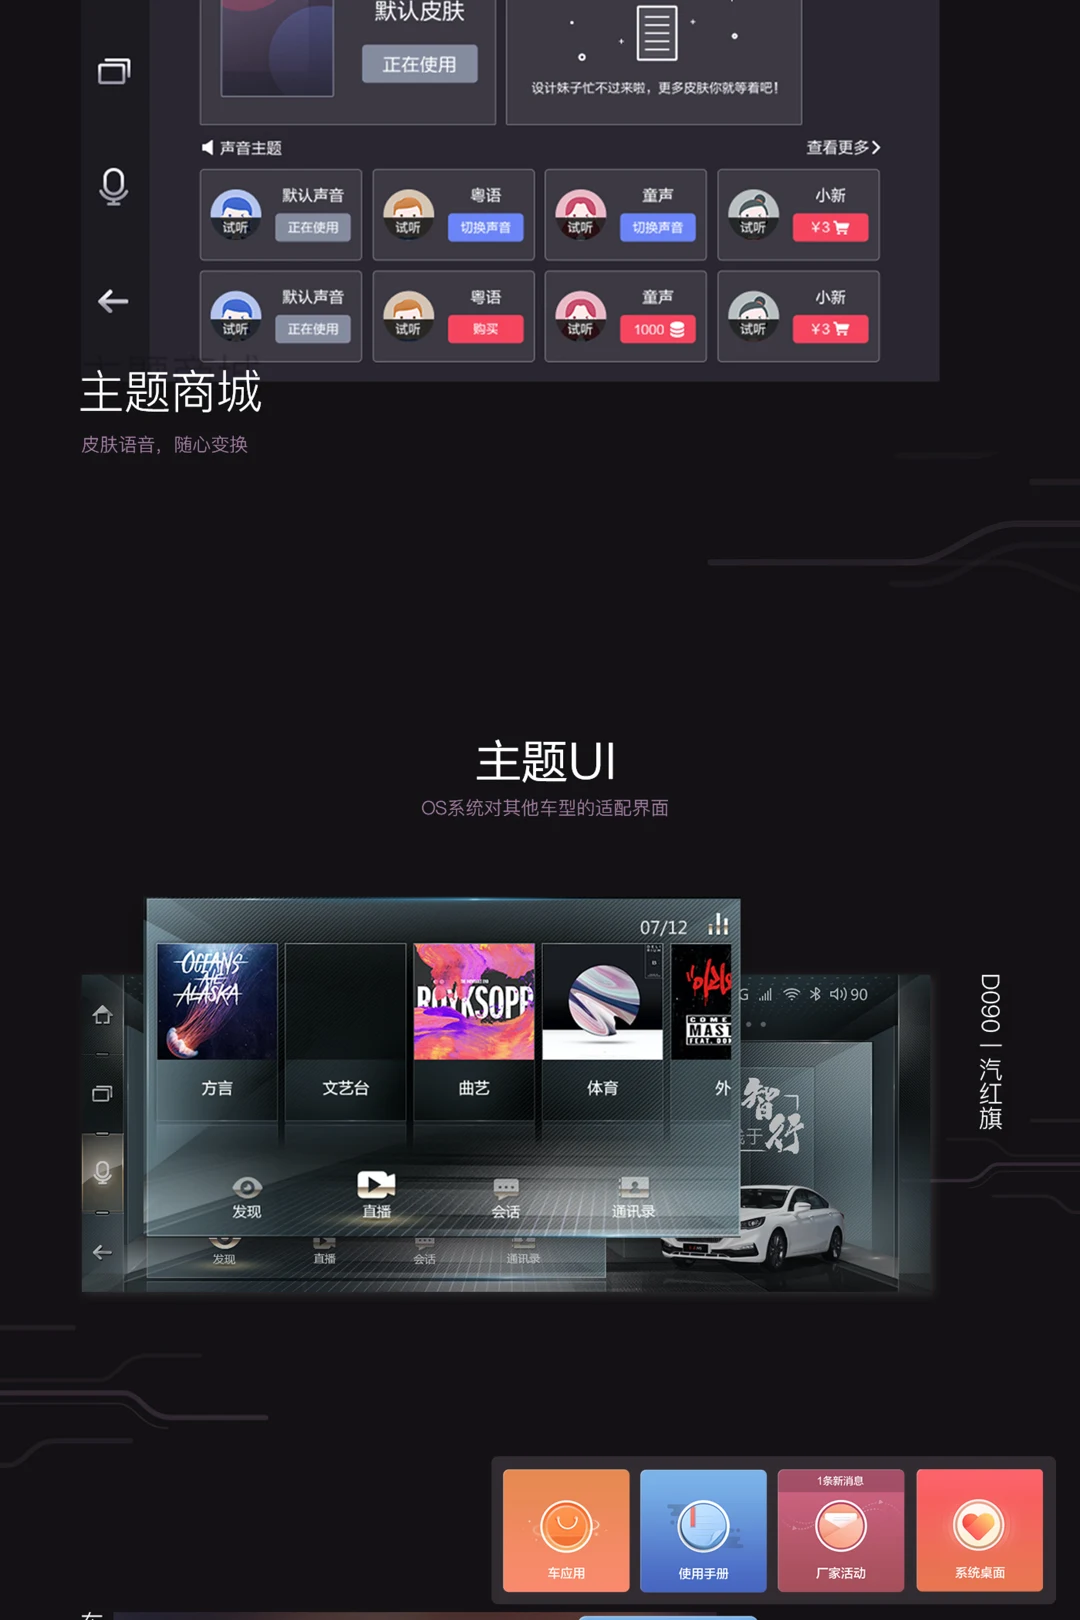 默认皮肤
正在使用
设计妹子忙不过来啦，更多皮肤你就等着吧！
声音主题
查看更多
默认声音
试听
正在使用
粤语
试听
切换声音
童声
试听
切换声音
小新
试听
¥3
默认声音
试听
正在使用
粤语
试听
购买
童声
试听
1000
小新
试听
¥3
主题商城
皮肤语音，随心变换
主题UI
OS系统对其他车型的适配界面
07/12
OCEANS
ATE
ALASKA
RÖYKSOPP
COME
MAST
FEAT. DON
G
90
方言
文艺台
曲艺
体育
外
智
行
于
发现
直播
会话
通讯录
发现
直播
会话
通讯录
D090 | 汽红旗
1条新消息
车应用
使用手册
厂家活动
系统桌面